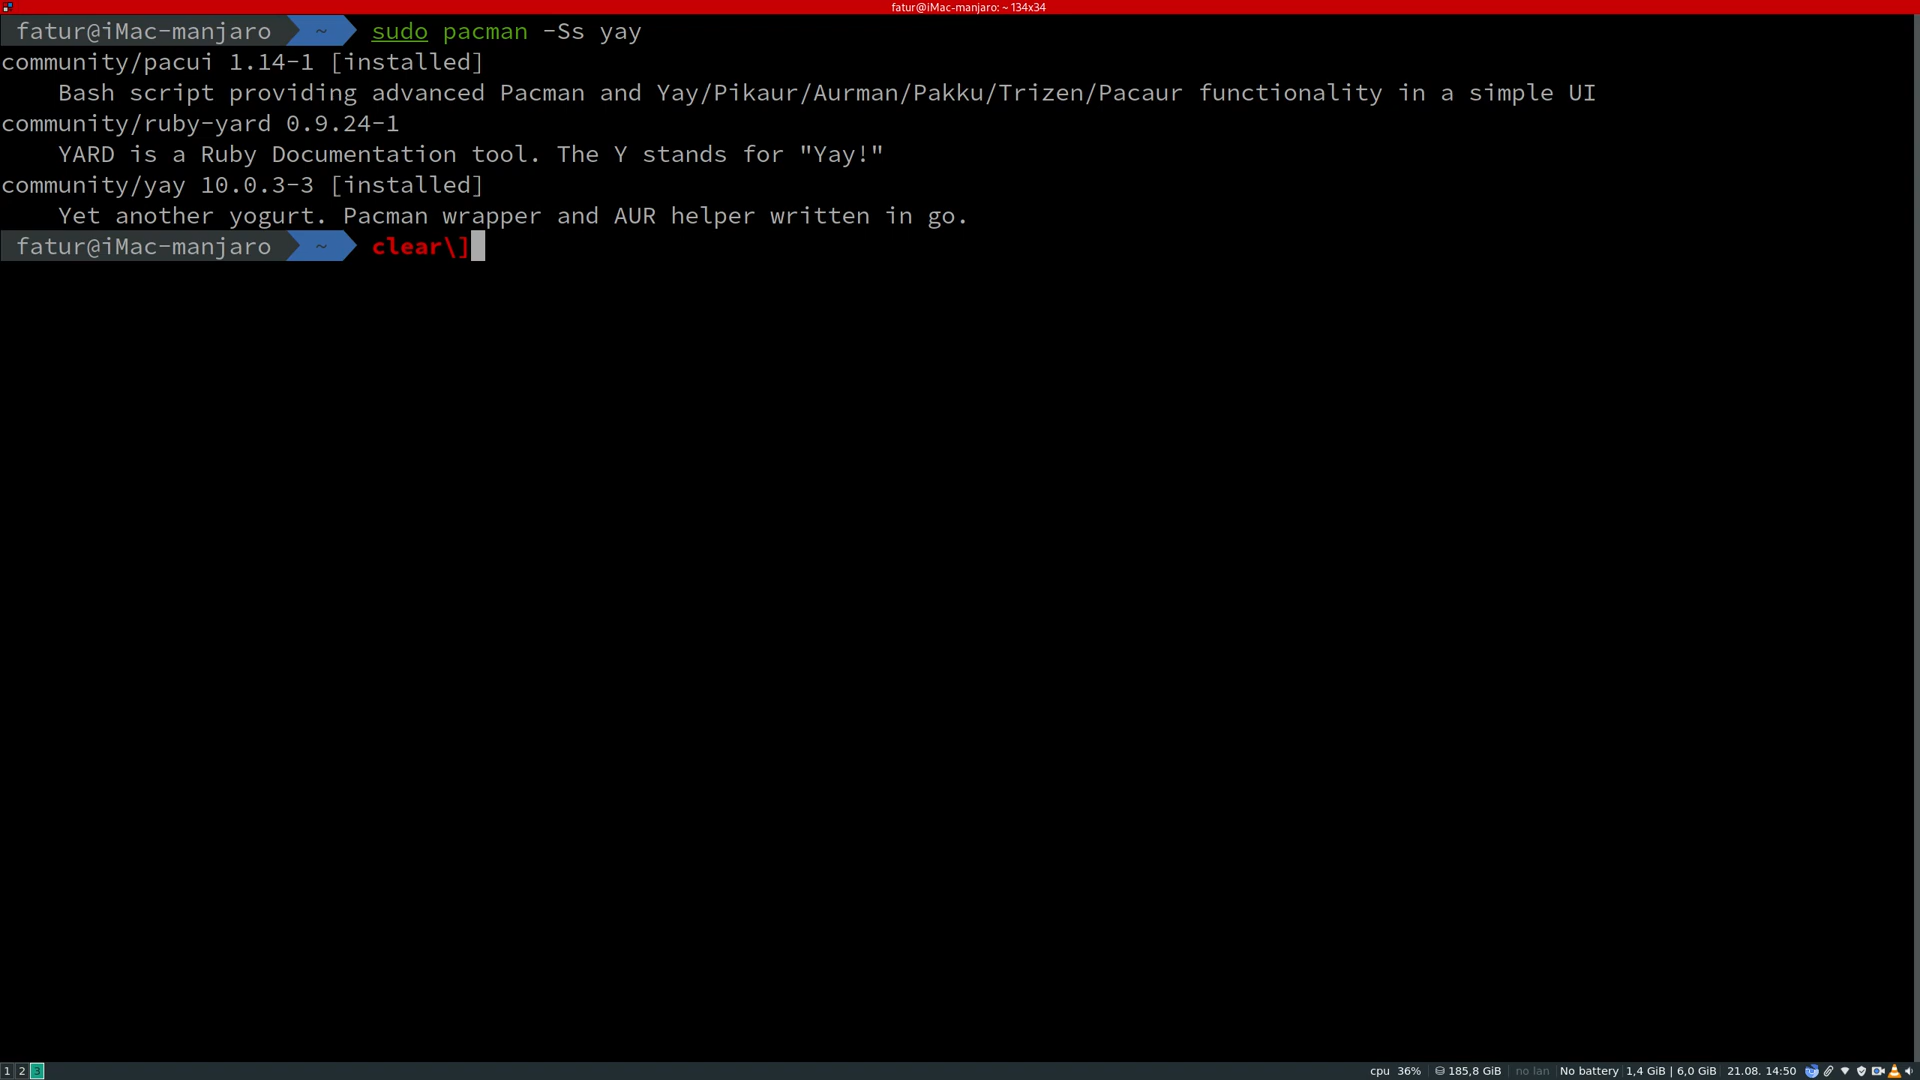 fatur@iMac-manjaro: ~ 134x34
fatur@iMac-manjaro ~ sudo pacman -Ss yay
community/pacui 1.14-1 [installed]
Bash script providing advanced Pacman and Yay/Pikaur/Aurman/Pakku/Trizen/Pacaur functionality in a simple UI
community/ruby-yard 0.9.24-1
YARD is a Ruby Documentation tool. The Y stands for "Yay!"
community/yay 10.0.3-3 [installed]
Yet another yogurt. Pacman wrapper and AUR helper written in go.
fatur@iMac-manjaro ~ clear\]
1 2 3 cpu 36% 185,8 GiB no lan No battery 1,4 GiB | 6,0 GiB 21.08. 14:50